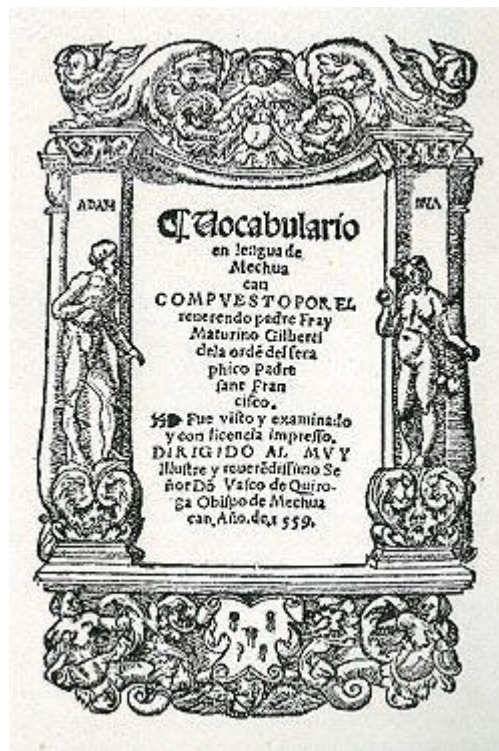 ADAM
EVA
¶ Vocabulario
en lengua de
Mechua
can
COMPVESTO POR EL
reuerendo padre Fray
Maturino Gilberti
dela ordē del sera
phico Padre
sant Fran
cisco.
Fue visto y examinado
y con licencia impresso.
DIRIGIDO AL MVY
Illustre y reuerēdissimo Se
ñor Dō Vasco de Quiro-
ga Obispo de Mechua
can, Año. de. 1559.